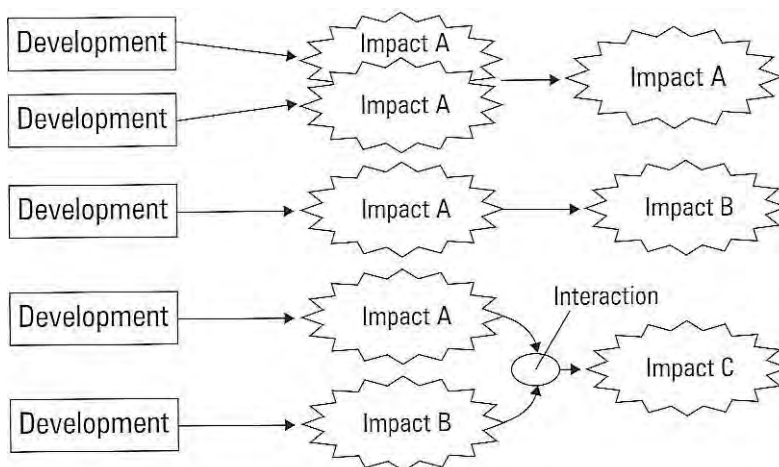 Development
Impact A
Impact A
Development
Impact A
Development
Impact A
Impact B
Development
Impact A
Interaction
Impact C
Development
Impact B